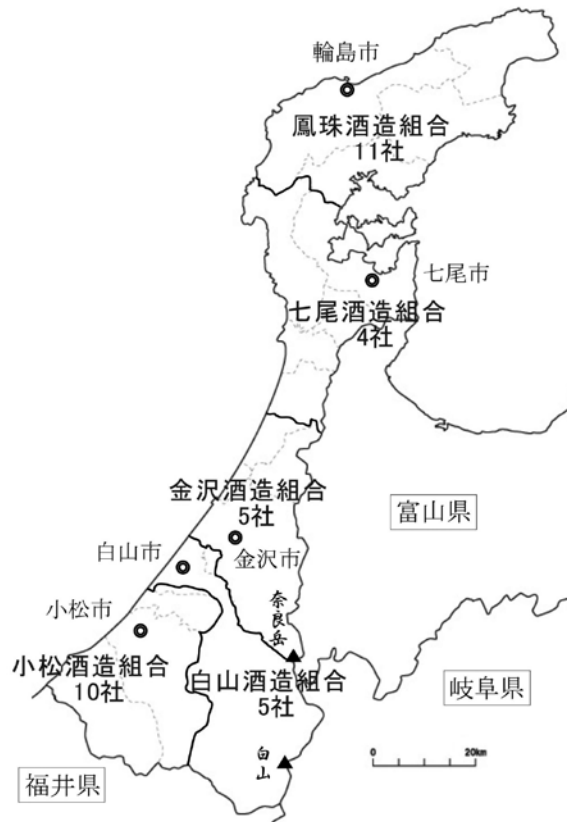 輪島市
鳳珠酒造組合
11社
七尾市
七尾酒造組合
4社
金沢酒造組合
5社
富山県
白山市
金沢市
奈良岳
小松市
小松酒造組合
10社
白山酒造組合
5社
岐阜県
白山
0
20km
福井県